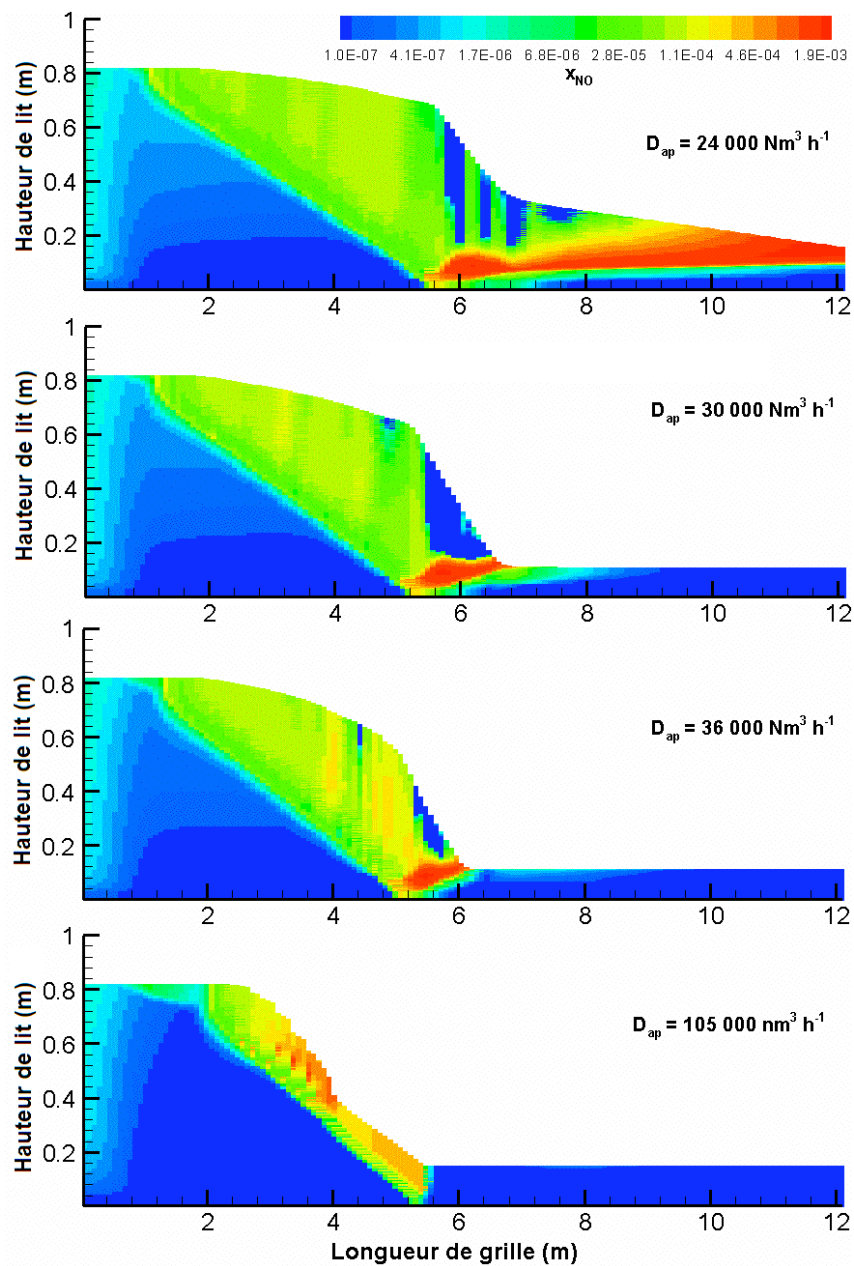 1.0E-07 4.1E-07 1.7E-06 6.8E-06 2.8E-05 1.1E-04 4.6E-04 1.9E-03
xNO
Hauteur de lit (m)
1
0.8
0.6
0.4
0.2
Dap = 24 000 Nm³ h⁻¹
2 4 6 8 10 12
Hauteur de lit (m)
1
0.8
0.6
0.4
0.2
Dap = 30 000 Nm³ h⁻¹
2 4 6 8 10 12
Hauteur de lit (m)
1
0.8
0.6
0.4
0.2
Dap = 36 000 Nm³ h⁻¹
2 4 6 8 10 12
Hauteur de lit (m)
1
0.8
0.6
0.4
0.2
Dap = 105 000 nm³ h⁻¹
2 4 6 8 10 12
Longueur de grille (m)